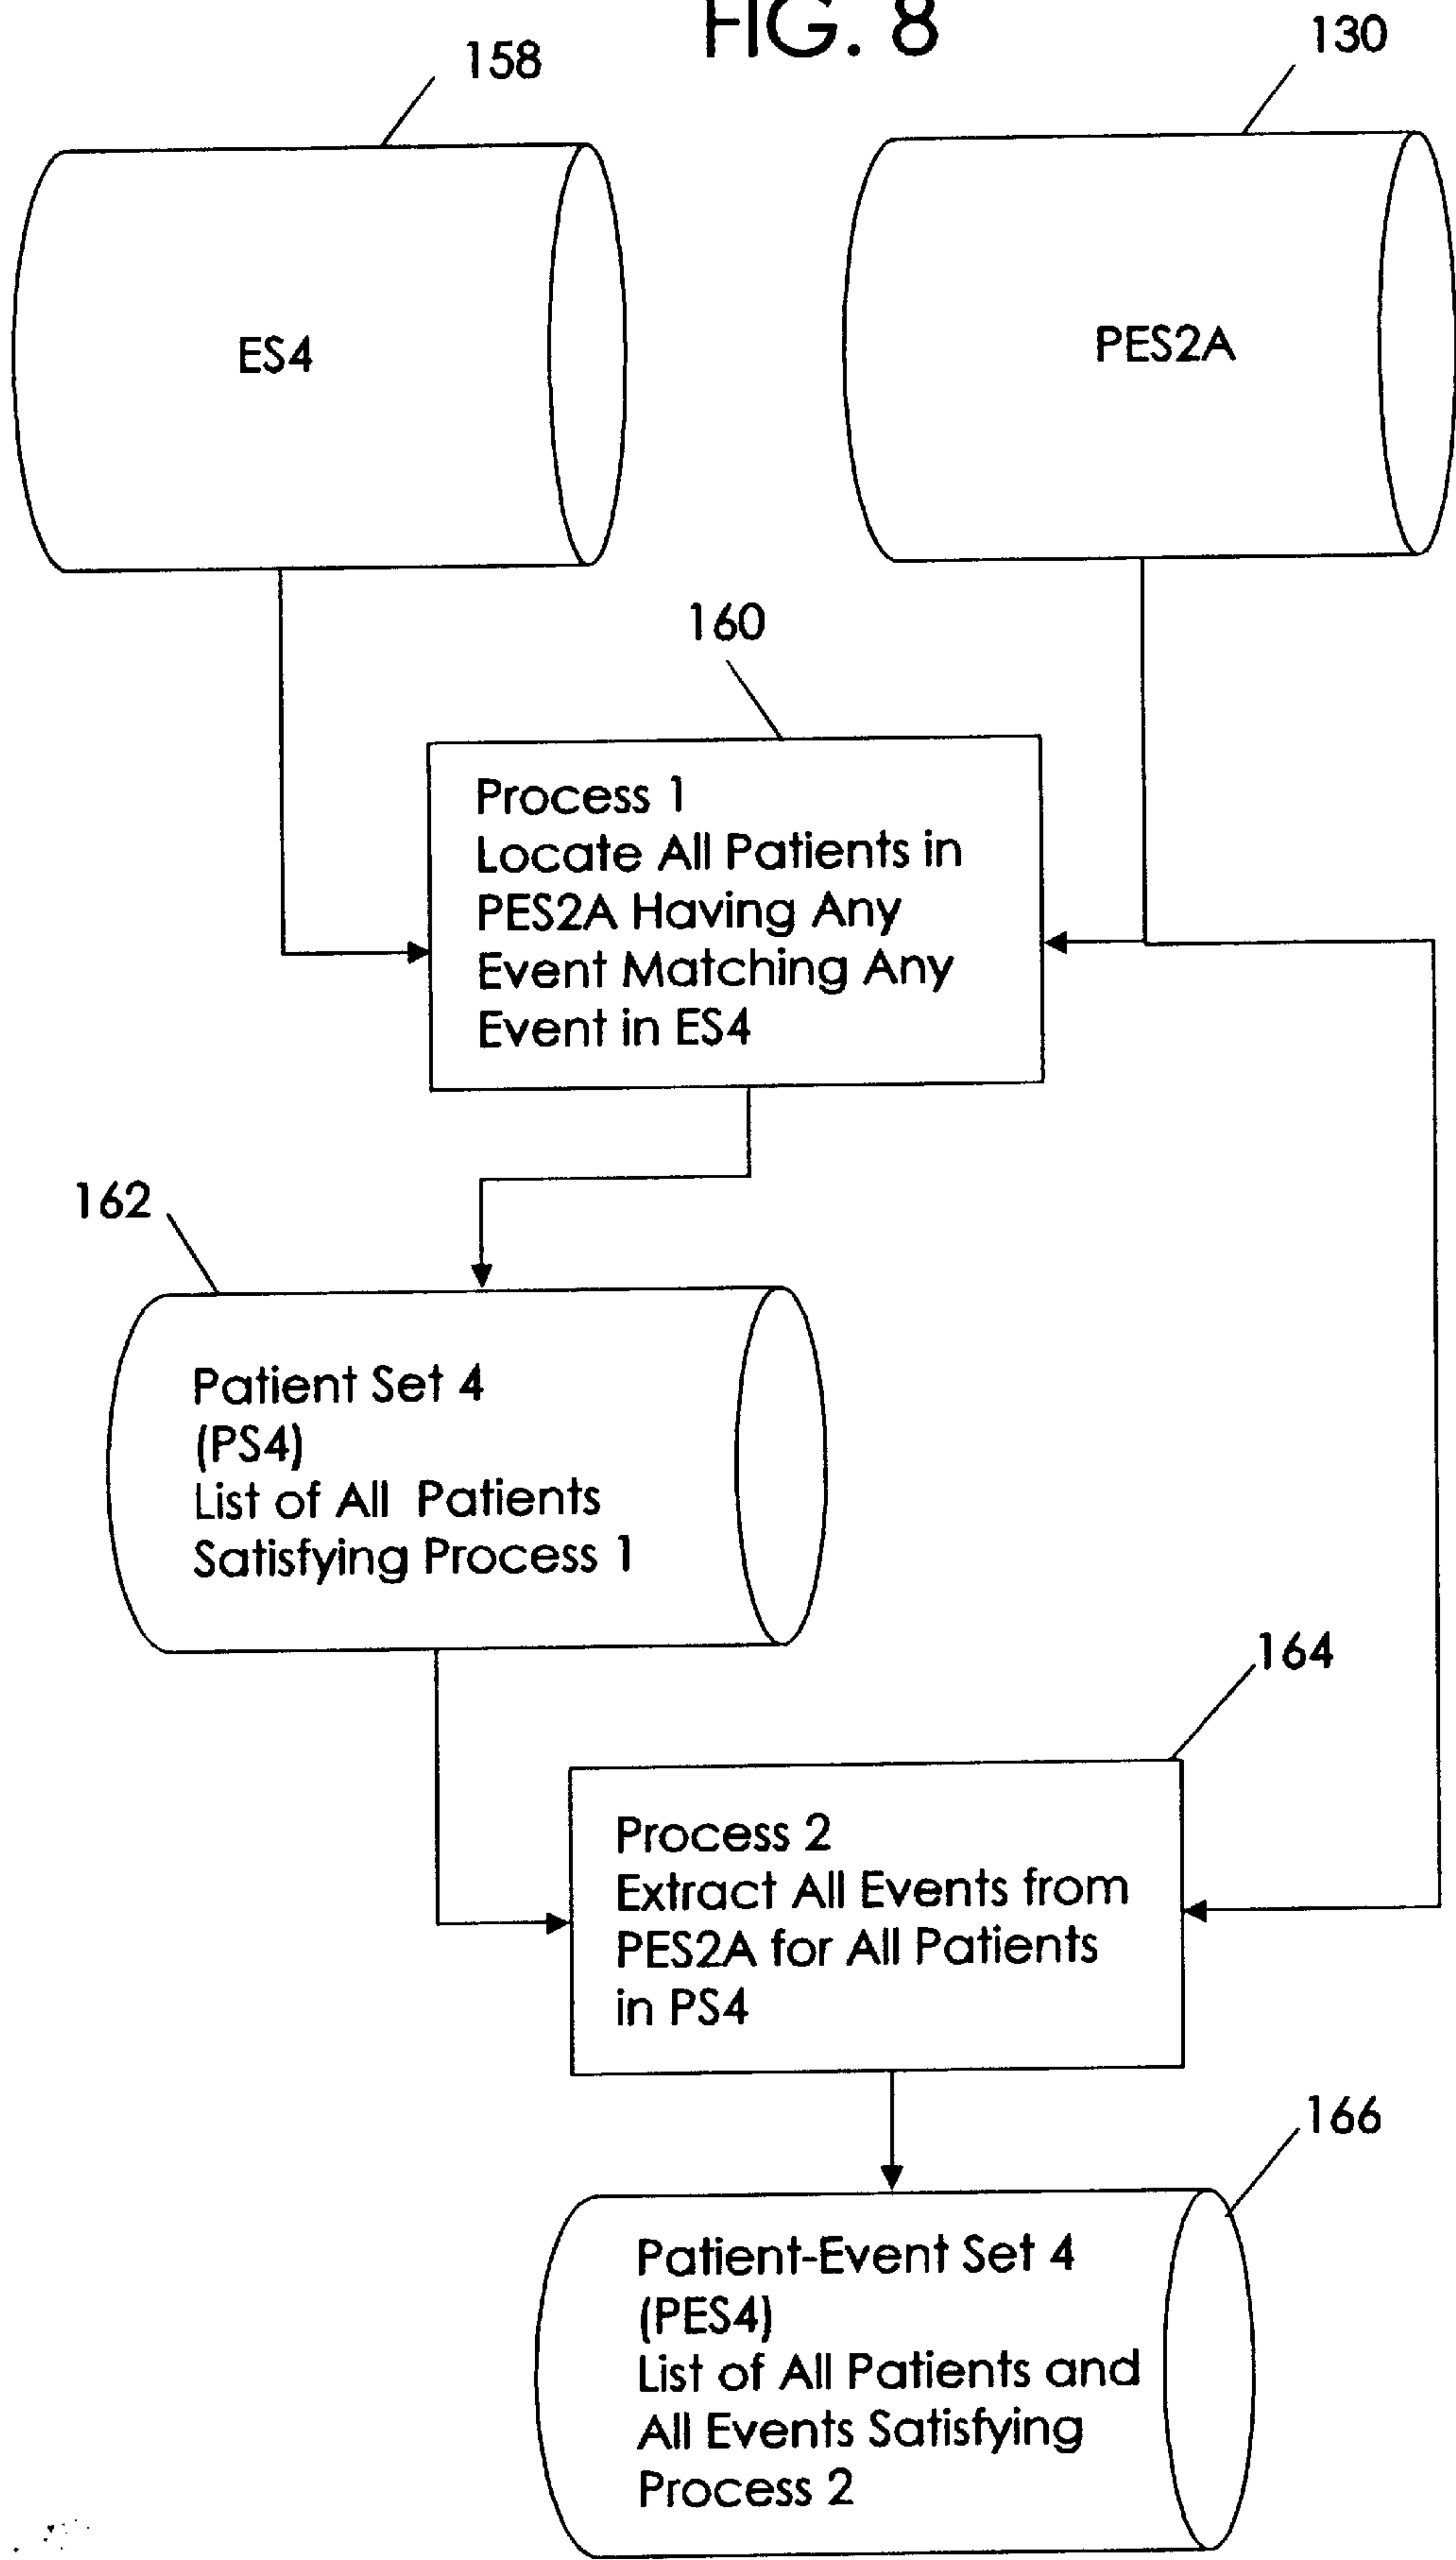 FIG. 8
158
130
ES4
PES2A
160
Process 1
Locate All Patients in
PES2A Having Any
Event Matching Any
Event in ES4
162
Patient Set 4
(PS4)
List of All Patients
Satisfying Process 1
164
Process 2
Extract All Events from
PES2A for All Patients
in PS4
166
Patient-Event Set 4
(PES4)
List of All Patients and
All Events Satisfying
Process 2